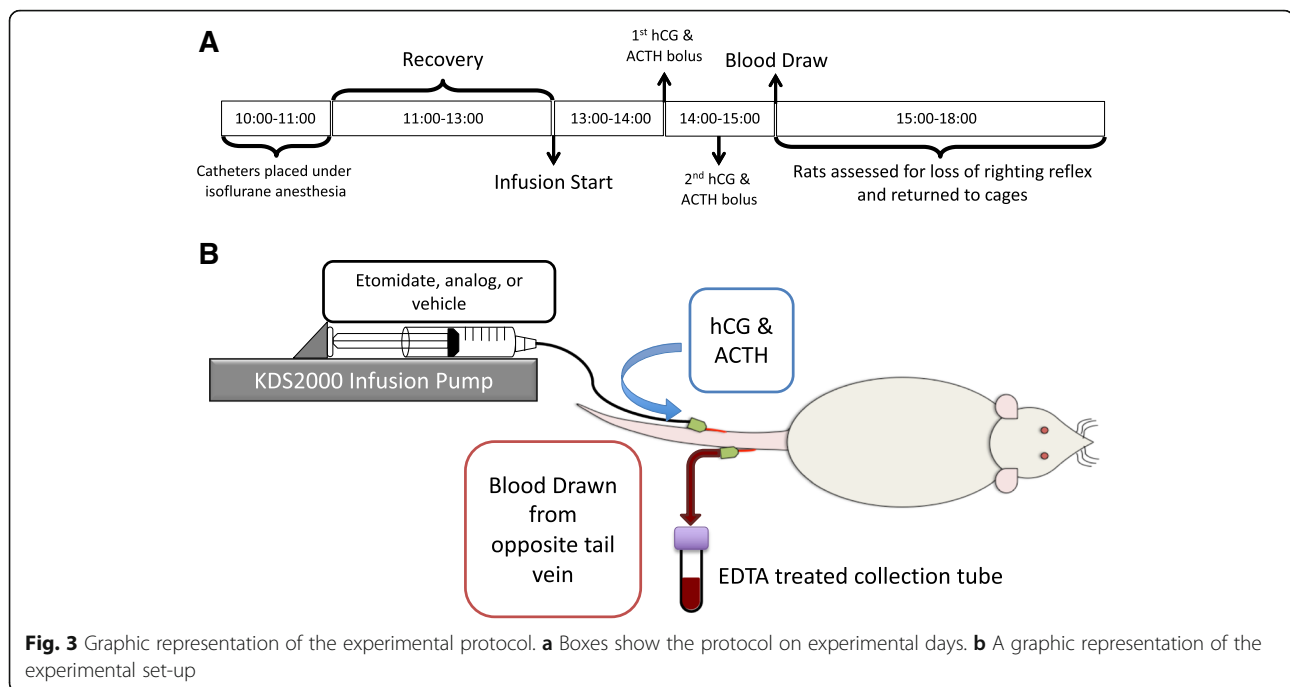 A
1st hCG &
ACTH bolus
Recovery
Blood Draw
10:00-11:00
11:00-13:00
13:00-14:00
14:00-15:00
15:00-18:00
Catheters placed under
isoflurane anesthesia
Infusion Start
2nd hCG &
ACTH bolus
Rats assessed for loss of righting reflex
and returned to cages
B
Etomidate, analog, or
vehicle
KDS2000 Infusion Pump
hCG &
ACTH
Blood Drawn
from
opposite tail
vein
EDTA treated collection tube
Fig. 3 Graphic representation of the experimental protocol. a Boxes show the protocol on experimental days. b A graphic representation of the
experimental set-up